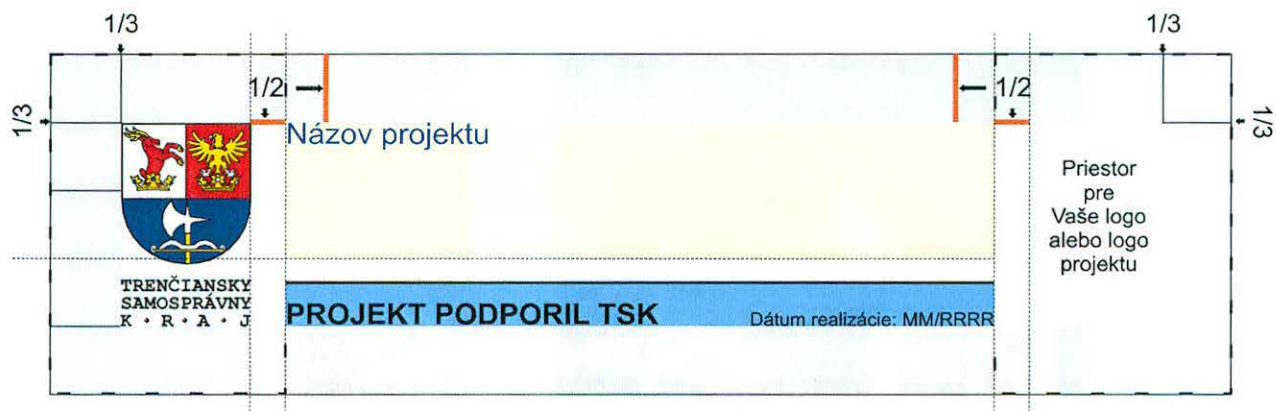 1/3
1/3
1/2
1/2
1/3
1/3
Názov projektu
Priestor
pre
Vaše logo
alebo logo
projektu
TRENČIANSKY
SAMOSPRÁVNY
K • R • A • J
PROJEKT PODPORIL TSK
Dátum realizácie: MM/RRRR